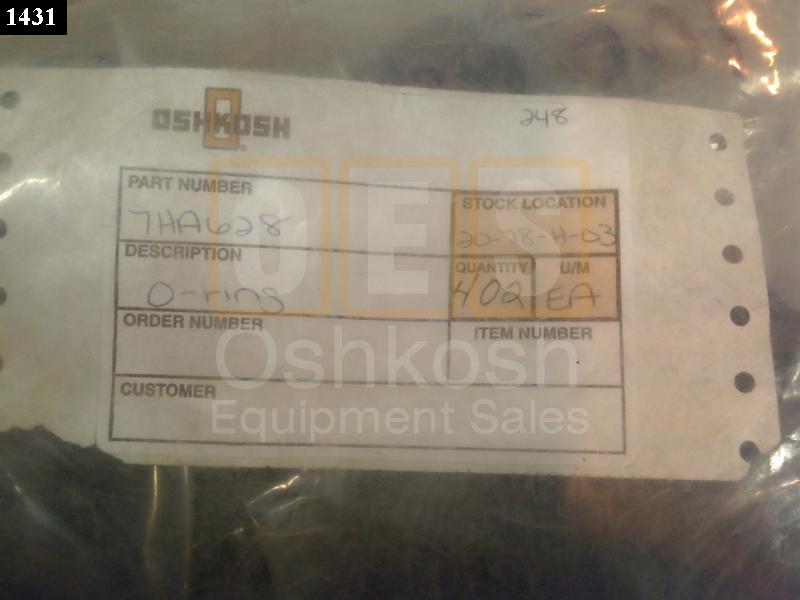 1431
OSHKOSH
248
PART NUMBER
7HA628
STOCK LOCATION
20-78-H-03
DESCRIPTION
O-ring
QUANTITY U/M
402 EA
ORDER NUMBER
ITEM NUMBER
CUSTOMER
OES
Oshkosh
Equipment Sales